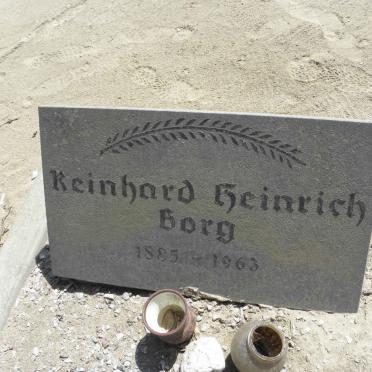 Reinhard Heinrich
Borg
1885 - 1963